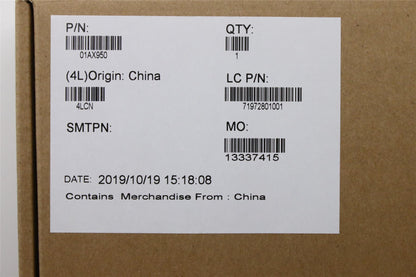 P/N: QTY:
01AX950 1
(4L)Origin: China LC P/N:
4LCN 71972801001
SMTPN: MO:
13337415
DATE: 2019/10/19 15:18:08
Contains Merchandise From : China